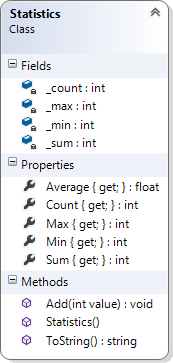 Statistics
Class
Fields
_count : int
_max : int
_min : int
_sum : int
Properties
Average { get; } : float
Count { get; } : int
Max { get; } : int
Min { get; } : int
Sum { get; } : int
Methods
Add(int value) : void
Statistics()
ToString() : string